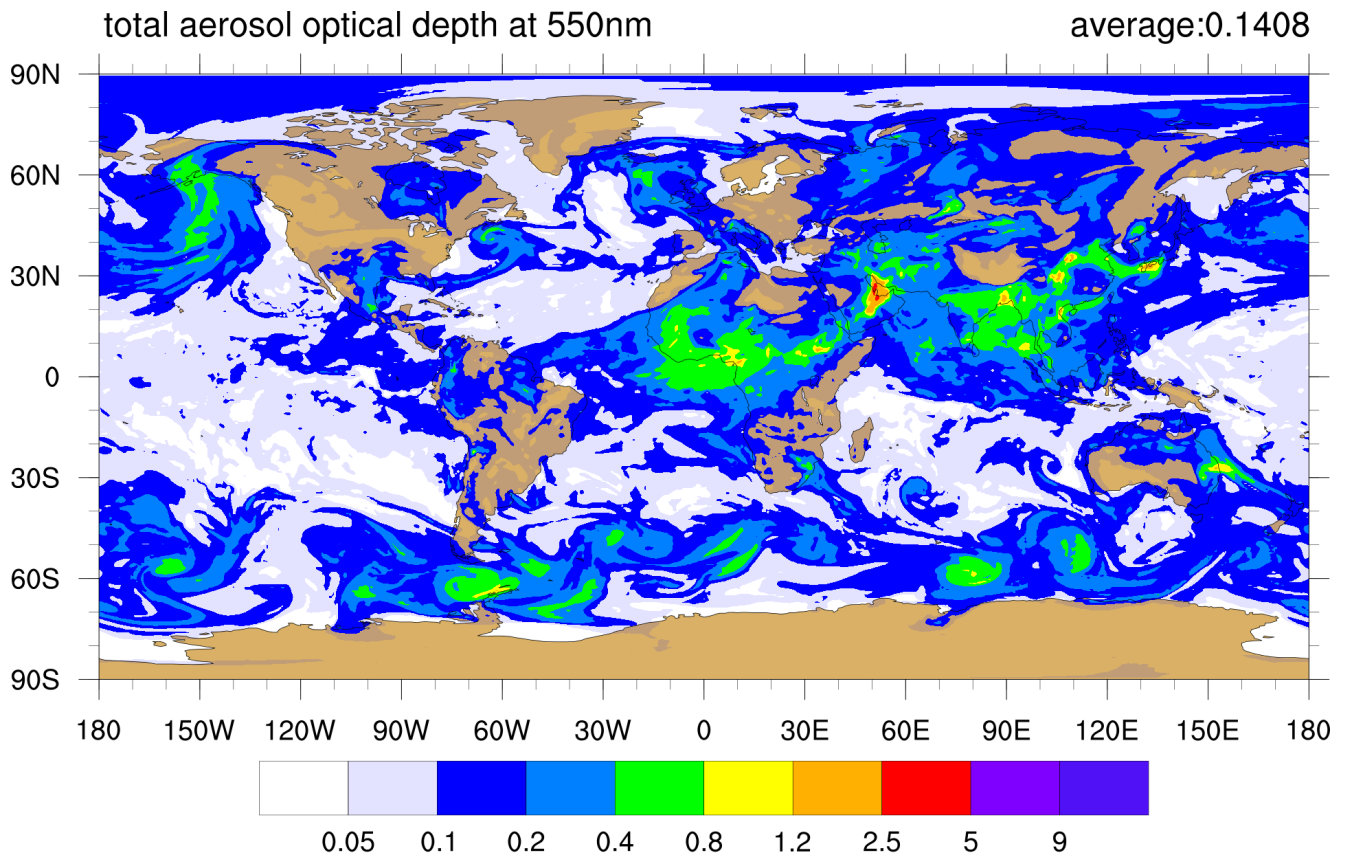 total aerosol optical depth at 550nm average:0.1408
90N
60N
30N
0
30S
60S
90S
180 150W 120W 90W 60W 30W 0 30E 60E 90E 120E 150E 180
0.05 0.1 0.2 0.4 0.8 1.2 2.5 5 9